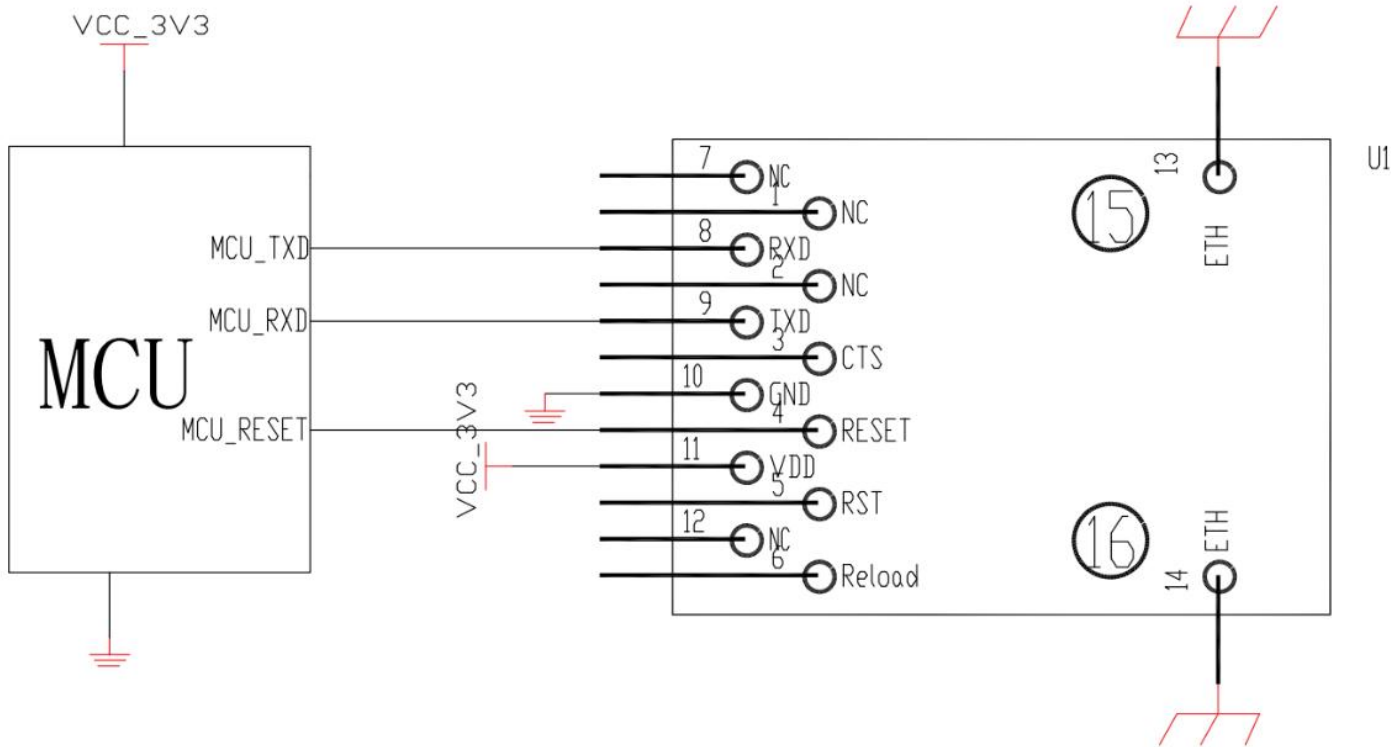 VCC_3V3
U1
7
NC
1
NC
MCU_TXD
8
RXD
2
NC
MCU_RXD
9
TXD
3
CTS
MCU
10
GND
MCU_RESET
4
RESET
VCC_3V3
11
VDD
5
RST
12
NC
6
Reload
15
13
ETH
16
14
ETH